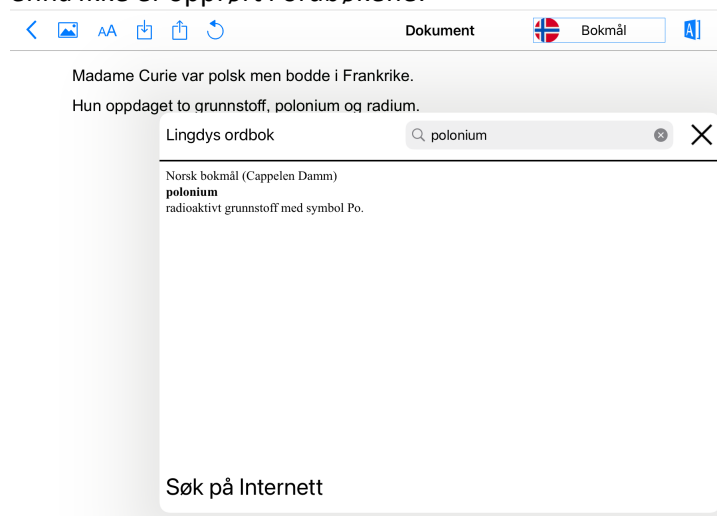 Dokument
Bokmål
Madame Curie var polsk men bodde i Frankrike.
Hun oppdaget to grunnstoff, polonium og radium.
Lingdys ordbok
polonium
Norsk bokmål (Cappelen Damm)
polonium
radioaktivt grunnstoff med symbol Po.
Søk på Internett